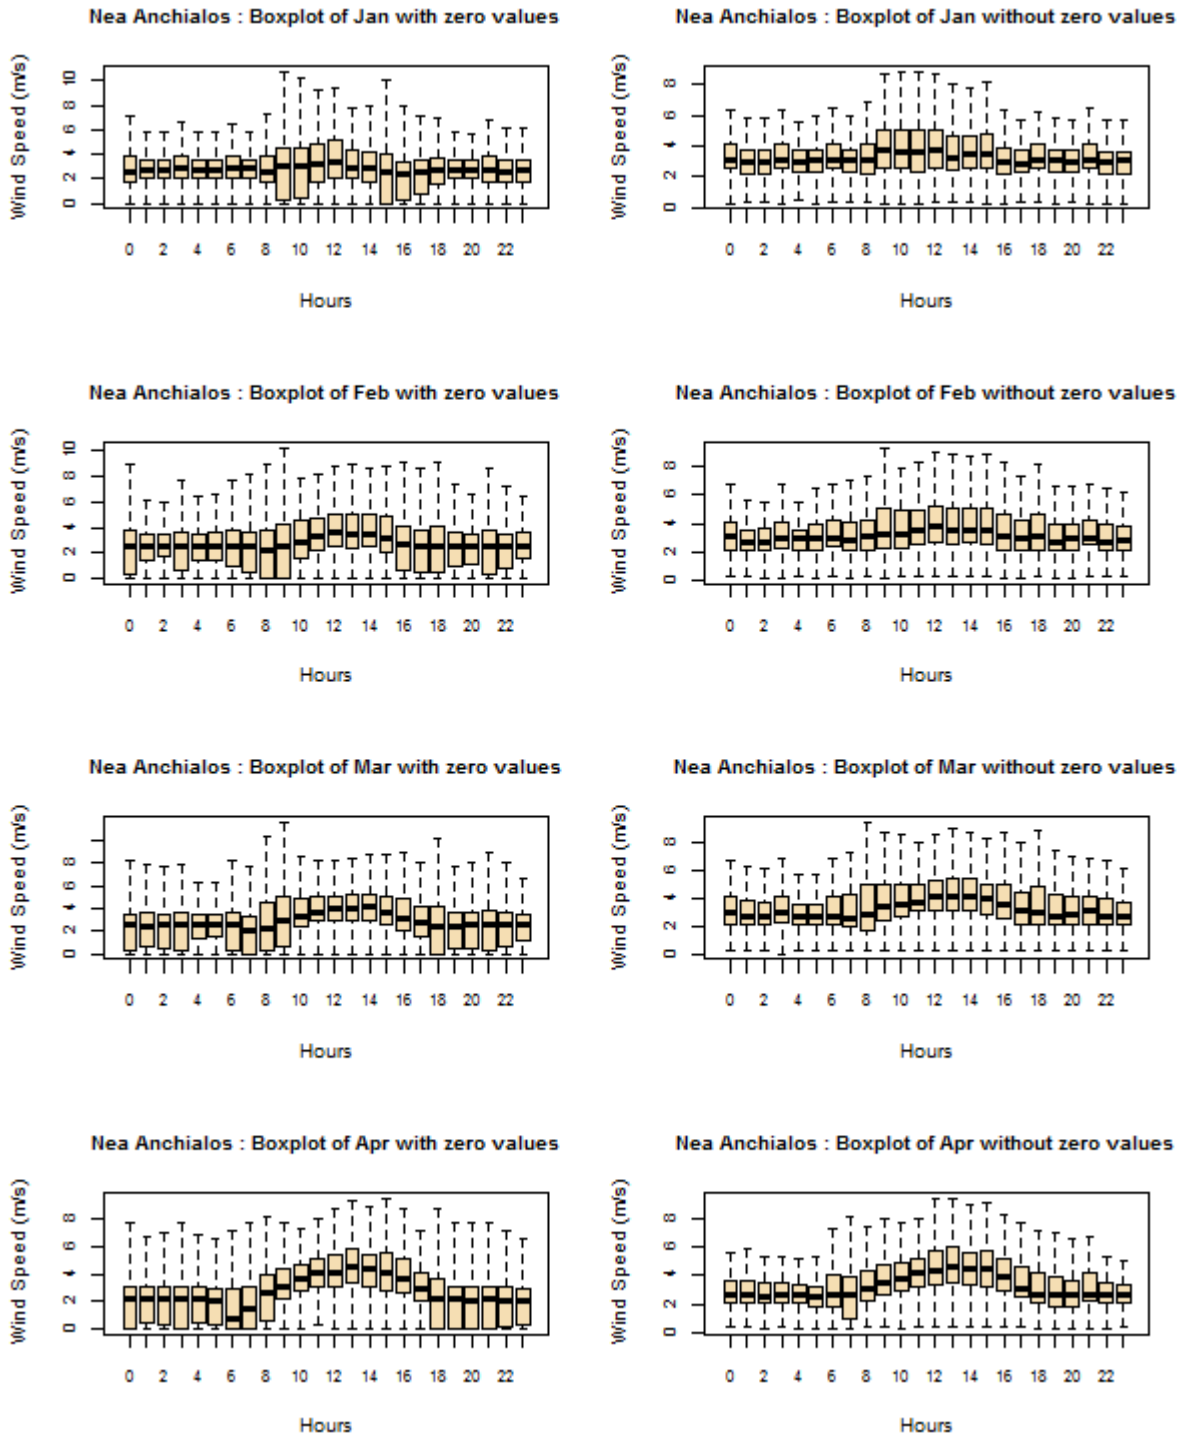 Nea Anchialos : Boxplot of Jan with zero values
Wind Speed (m/s)
0 2 4 6 8 10
0 2 4 6 8 10 12 14 16 18 20 22
Hours
Nea Anchialos : Boxplot of Jan without zero values
Wind Speed (m/s)
0 2 4 6 8
0 2 4 6 8 10 12 14 16 18 20 22
Hours
Nea Anchialos : Boxplot of Feb with zero values
Wind Speed (m/s)
0 2 4 6 8 10
0 2 4 6 8 10 12 14 16 18 20 22
Hours
Nea Anchialos : Boxplot of Feb without zero values
Wind Speed (m/s)
0 2 4 6 8
0 2 4 6 8 10 12 14 16 18 20 22
Hours
Nea Anchialos : Boxplot of Mar with zero values
Wind Speed (m/s)
0 2 4 6 8
0 2 4 6 8 10 12 14 16 18 20 22
Hours
Nea Anchialos : Boxplot of Mar without zero values
Wind Speed (m/s)
0 2 4 6 8
0 2 4 6 8 10 12 14 16 18 20 22
Hours
Nea Anchialos : Boxplot of Apr with zero values
Wind Speed (m/s)
0 2 4 6 8
0 2 4 6 8 10 12 14 16 18 20 22
Hours
Nea Anchialos : Boxplot of Apr without zero values
Wind Speed (m/s)
0 2 4 6 8
0 2 4 6 8 10 12 14 16 18 20 22
Hours